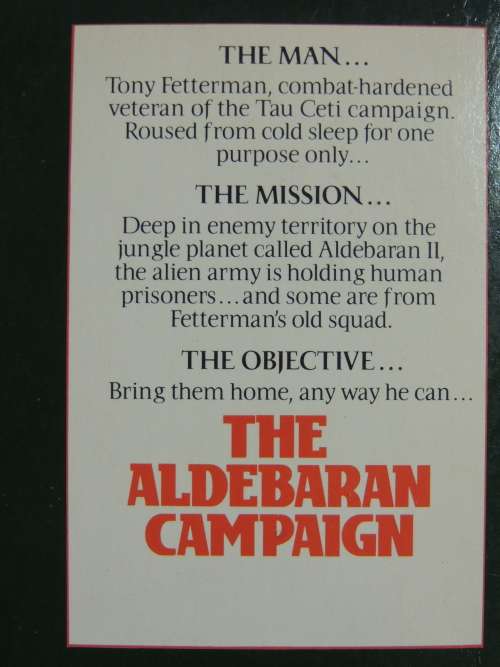 THE MAN...
Tony Fetterman, combat-hardened
veteran of the Tau Ceti campaign.
Roused from cold sleep for one
purpose only...
THE MISSION...
Deep in enemy territory on the
jungle planet called Aldebaran II,
the alien army is holding human
prisoners...and some are from
Fetterman's old squad.
THE OBJECTIVE...
Bring them home, any way he can...
THE
ALDEBARAN
CAMPAIGN